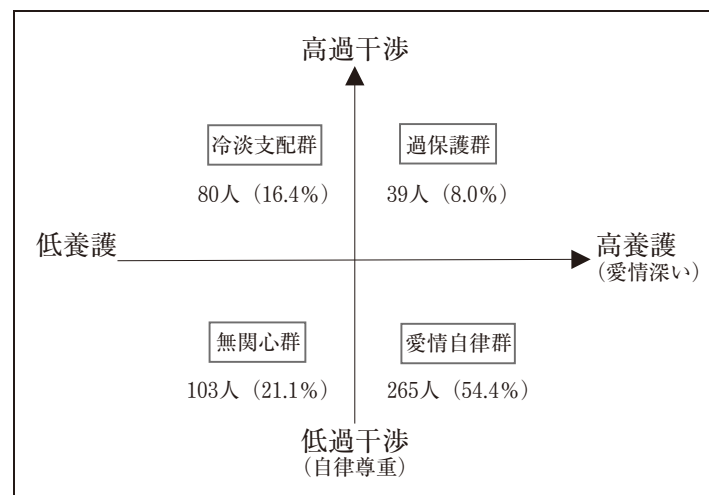 高過干渉
冷淡支配群
過保護群
80人（16.4%）
39人（8.0%）
低養護
高養護
（愛情深い）
無関心群
愛情自律群
103人（21.1%）
265人（54.4%）
低過干渉
（自律尊重）